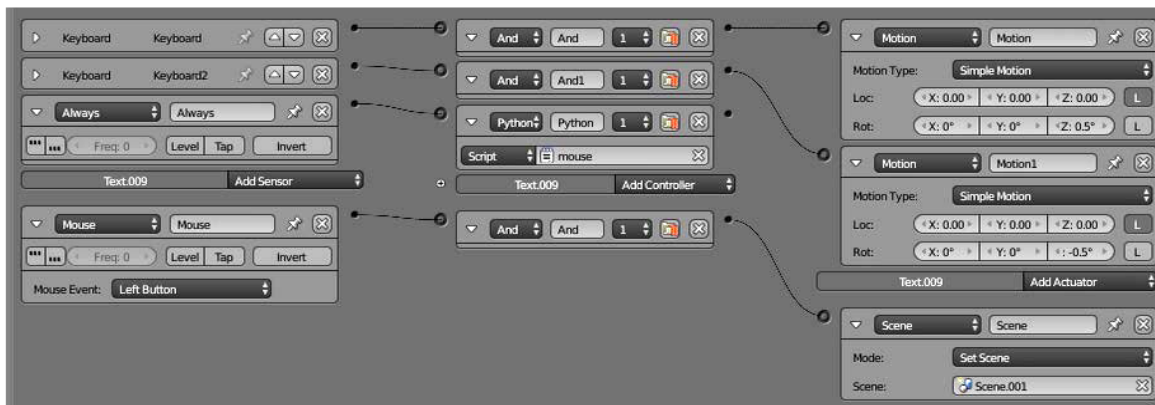 Keyboard Keyboard
Keyboard Keyboard2
Always Always
Freq: 0 Level Tap Invert
Text.009 Add Sensor
Mouse Mouse
Freq: 0 Level Tap Invert
Mouse Event: Left Button
And And 1
And And1 1
Python Python 1
Script mouse
Text.009 Add Controller
And And 1
Motion Motion
Motion Type: Simple Motion
Loc: X: 0.00 Y: 0.00 Z: 0.00 L
Rot: X: 0° Y: 0° Z: 0.5° L
Motion Motion1
Motion Type: Simple Motion
Loc: X: 0.00 Y: 0.00 Z: 0.00 L
Rot: X: 0° Y: 0° : -0.5° L
Text.009 Add Actuator
Scene Scene
Mode: Set Scene
Scene: Scene.001